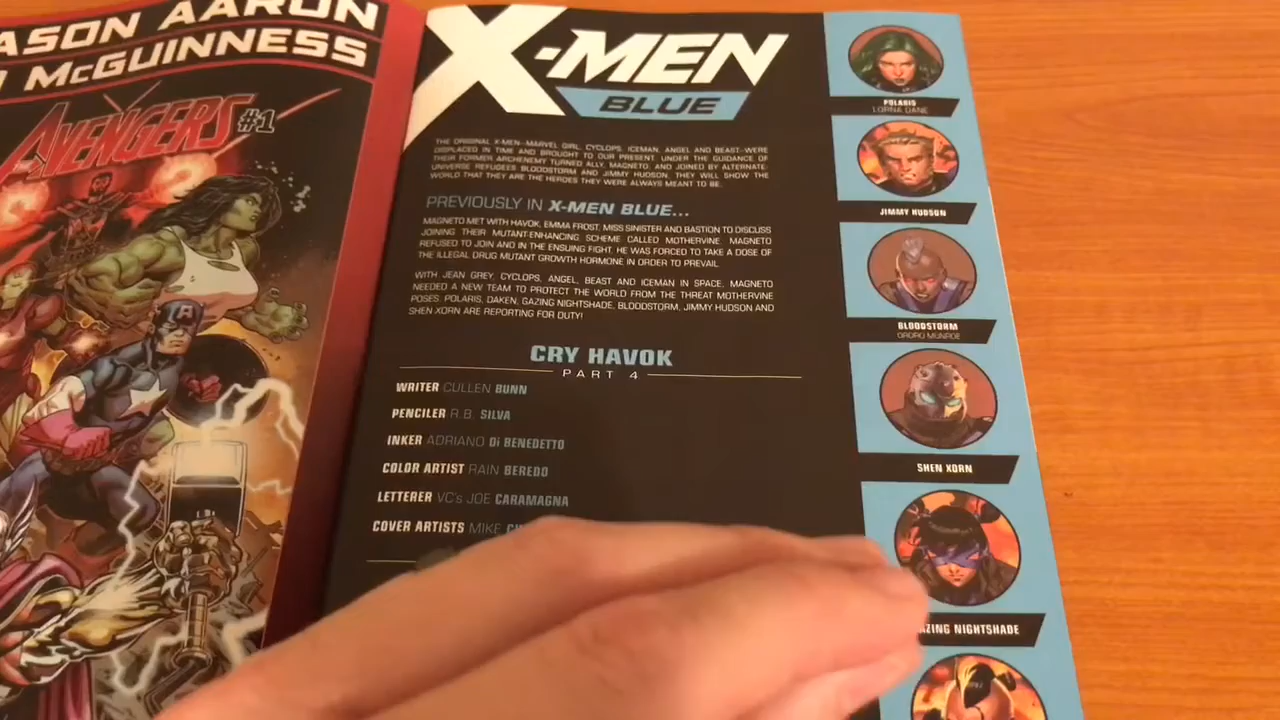 ASON AARON
McGUINNESS
AVENGERS #1
X-MEN
BLUE
THE ORIGINAL X-MEN—MARVEL GIRL, CYCLOPS, ICEMAN, ANGEL AND BEAST—WERE
DISPLACED IN TIME AND BROUGHT TO OUR PRESENT. UNDER THE GUIDANCE OF
THEIR FORMER ARCHENEMY TURNED ALLY, MAGNETO, AND JOINED BY ALTERNATE-
UNIVERSE REFUGEES BLOODSTORM AND JIMMY HUDSON, THEY WILL SHOW THE
WORLD THAT THEY ARE THE HEROES THEY WERE ALWAYS MEANT TO BE.
PREVIOUSLY IN X-MEN BLUE...
MAGNETO MET WITH HAVOK, EMMA FROST, MISS SINISTER AND BASTION TO DISCUSS
JOINING THEIR MUTANT-ENHANCING SCHEME CALLED MOTHERVINE. MAGNETO
REFUSED TO JOIN AND IN THE ENSUING FIGHT, HE WAS FORCED TO TAKE A DOSE OF
THE ILLEGAL DRUG MUTANT GROWTH HORMONE IN ORDER TO PREVAIL.
WITH JEAN GREY, CYCLOPS, ANGEL, BEAST AND ICEMAN IN SPACE, MAGNETO
NEEDED A NEW TEAM TO PROTECT THE WORLD FROM THE THREAT MOTHERVINE
POSES. POLARIS, DAKEN, GAZING NIGHTSHADE, BLOODSTORM, JIMMY HUDSON AND
SHEN XORN ARE REPORTING FOR DUTY!
CRY HAVOK
PART 4
WRITER CULLEN BUNN
PENCILER R.B. SILVA
INKER ADRIANO Di BENEDETTO
COLOR ARTIST RAIN BEREDO
LETTERER VC's JOE CARAMAGNA
COVER ARTISTS MIKE
POLARIS
LORNA DANE
JIMMY HUDSON
BLOODSTORM
ORORO MUNROE
SHEN XORN
AZING NIGHTSHADE